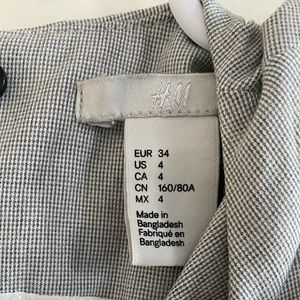 H&M
EUR 34
US 4
CA 4
CN 160/80A
MX 4
Made in
Bangladesh
Fabriqué en
Bangladesh